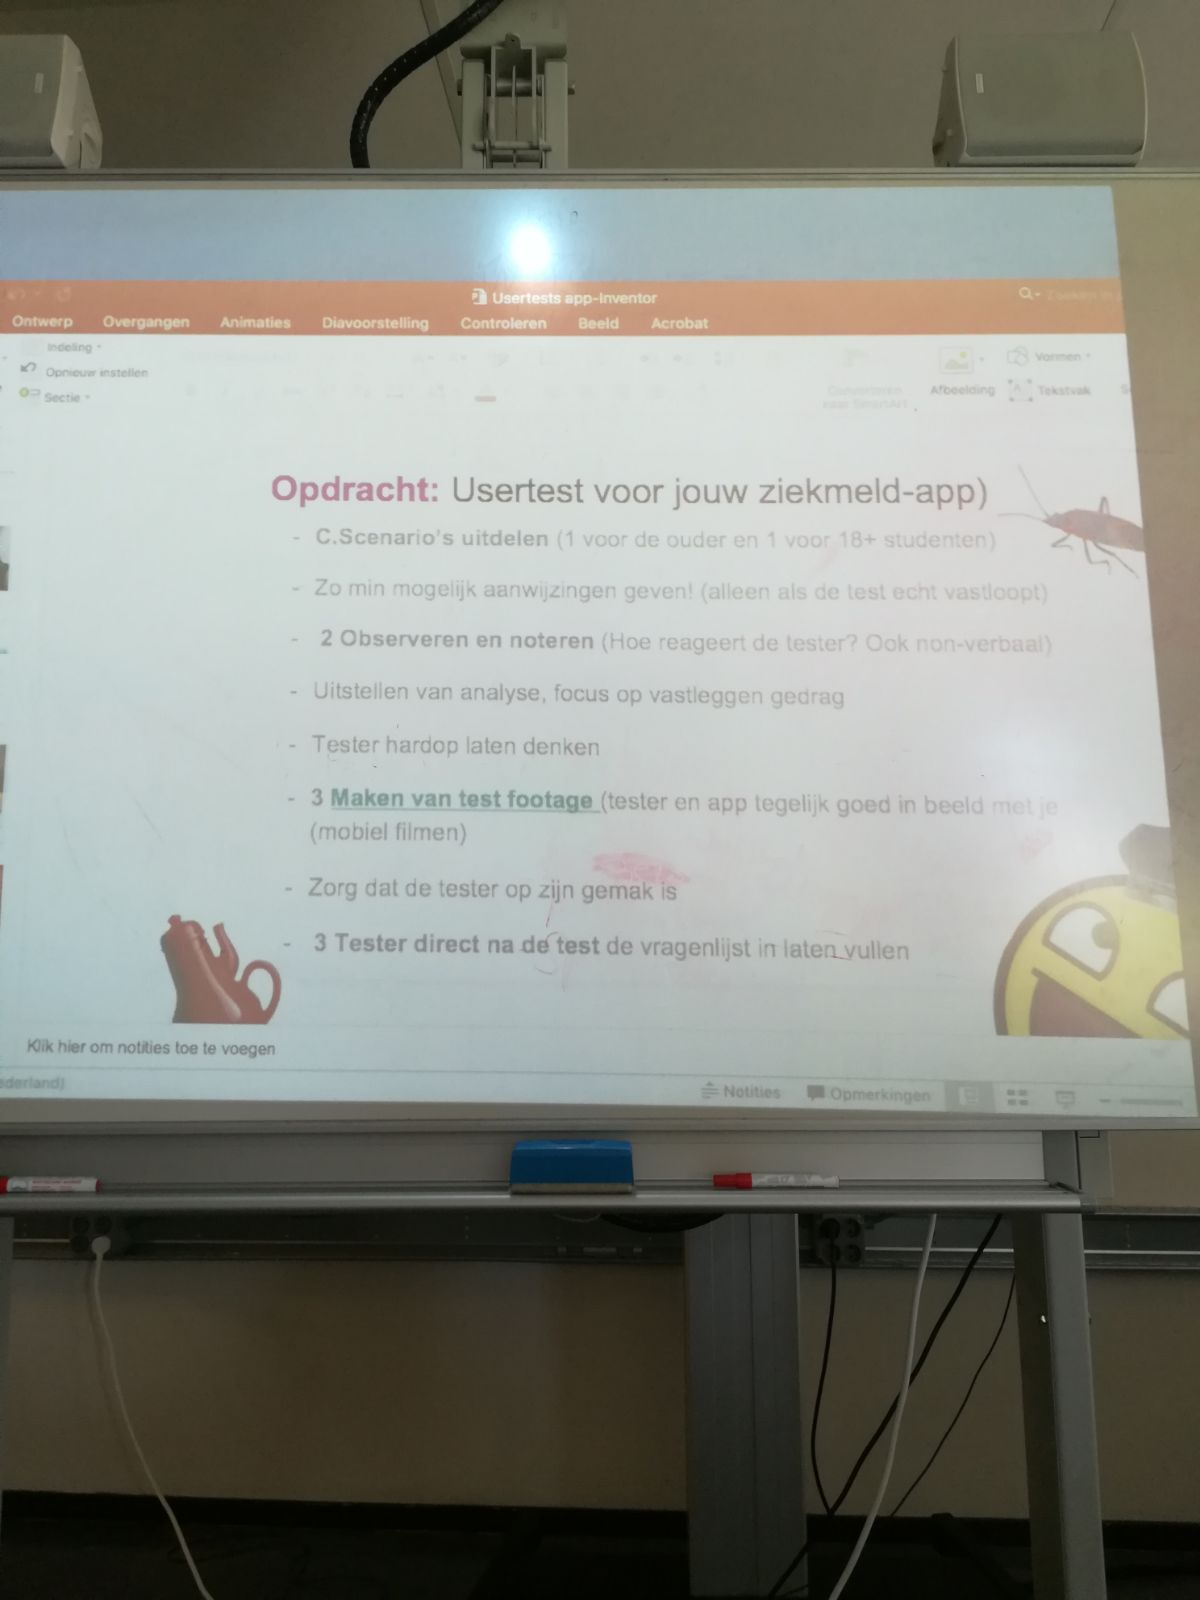 Usertests app-Inventor
Ontwerp Overgangen Animaties Diavoorstelling Controleren Beeld Acrobat
Indeling
Opnieuw instellen
Sectie
Converteren
naar SmartArt
Afbeelding
Vormen
Tekstvak
Opdracht: Usertest voor jouw ziekmeld-app)
- C.Scenario's uitdelen (1 voor de ouder en 1 voor 18+ studenten)
- Zo min mogelijk aanwijzingen geven! (alleen als de test echt vastloopt)
- 2 Observeren en noteren (Hoe reageert de tester? Ook non-verbaal)
- Uitstellen van analyse, focus op vastleggen gedrag
- Tester hardop laten denken
- 3 Maken van test footage (tester en app tegelijk goed in beeld met je
(mobiel filmen)
- Zorg dat de tester op zijn gemak is
- 3 Tester direct na de test de vragenlijst in laten vullen
Klik hier om notities toe te voegen
Notities Opmerkingen